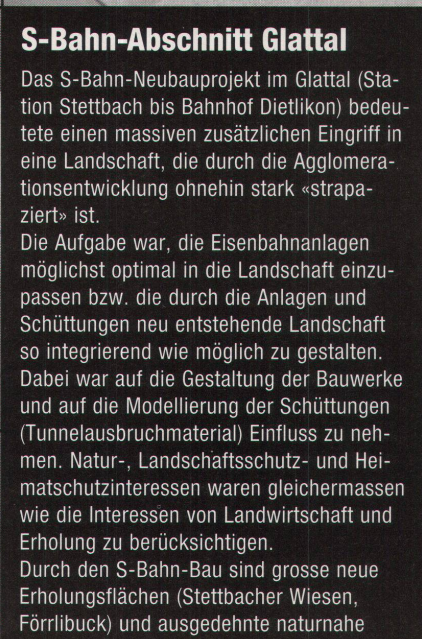 S-Bahn-Abschnitt Glattal
Das S-Bahn-Neubauprojekt im Glattal (Sta-
tion Stettbach bis Bahnhof Dietlikon) bedeu-
tete einen massiven zusätzlichen Eingriff in
eine Landschaft, die durch die Agglomera-
tionsentwicklung ohnehin stark «strapa-
ziert» ist.
Die Aufgabe war, die Eisenbahnanlagen
möglichst optimal in die Landschaft einzu-
passen bzw. die durch die Anlagen und
Schüttungen neu entstehende Landschaft
so integrierend wie möglich zu gestalten.
Dabei war auf die Gestaltung der Bauwerke
und auf die Modellierung der Schüttungen
(Tunnelausbruchmaterial) Einfluss zu neh-
men. Natur-, Landschaftsschutz- und Hei-
matschutzinteressen waren gleichermassen
wie die Interessen von Landwirtschaft und
Erholung zu berücksichtigen.
Durch den S-Bahn-Bau sind grosse neue
Erholungsflächen (Stettbacher Wiesen,
Förrlibuck) und ausgedehnte naturnahe